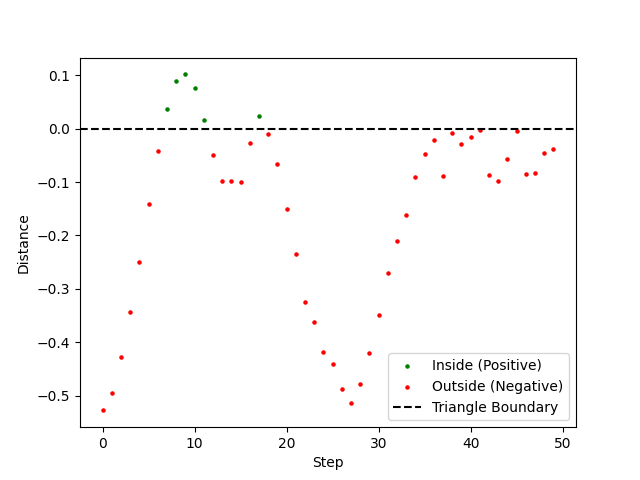 0.1
0.0
−0.1
−0.2
−0.3
−0.4
−0.5
Distance
0
10
20
30
40
50
Step
Inside (Positive)
Outside (Negative)
Triangle Boundary